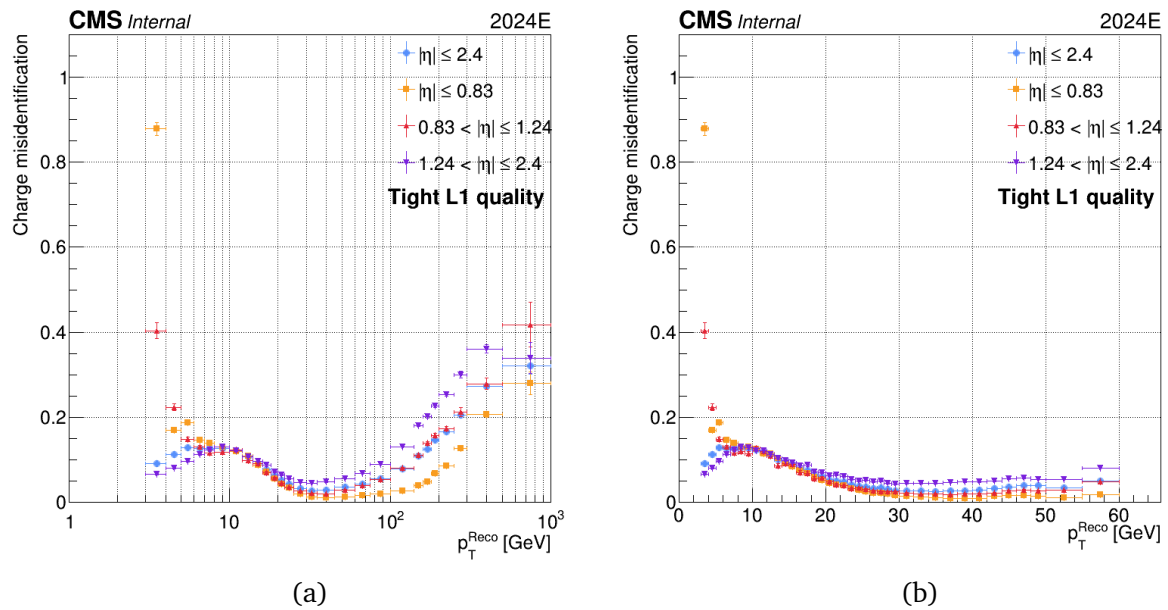 CMS Internal 2024E
Charge misidentification
1
0.8
0.6
0.4
0.2
0
|η| ≤ 2.4
|η| ≤ 0.83
0.83 < |η| ≤ 1.24
1.24 < |η| ≤ 2.4
Tight L1 quality
1 10 10² 10³
p_T^Reco [GeV]
(a)
CMS Internal 2024E
Charge misidentification
1
0.8
0.6
0.4
0.2
0
|η| ≤ 2.4
|η| ≤ 0.83
0.83 < |η| ≤ 1.24
1.24 < |η| ≤ 2.4
Tight L1 quality
0 10 20 30 40 50 60
p_T^Reco [GeV]
(b)